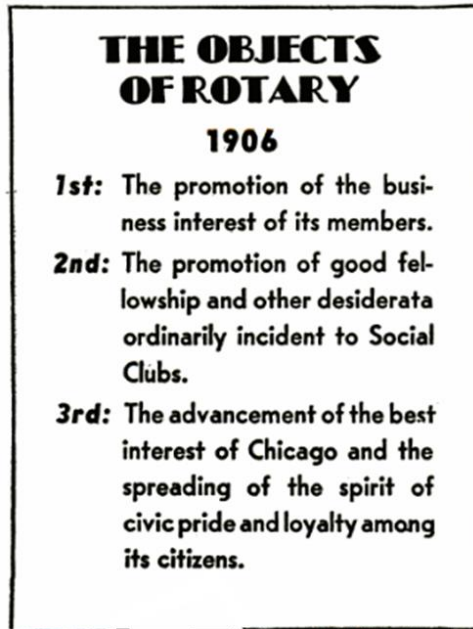 THE OBJECTS
OF ROTARY
1906
1st: The promotion of the busi-
ness interest of its members.
2nd: The promotion of good fel-
lowship and other desiderata
ordinarily incident to Social
Clubs.
3rd: The advancement of the best
interest of Chicago and the
spreading of the spirit of
civic pride and loyalty among
its citizens.